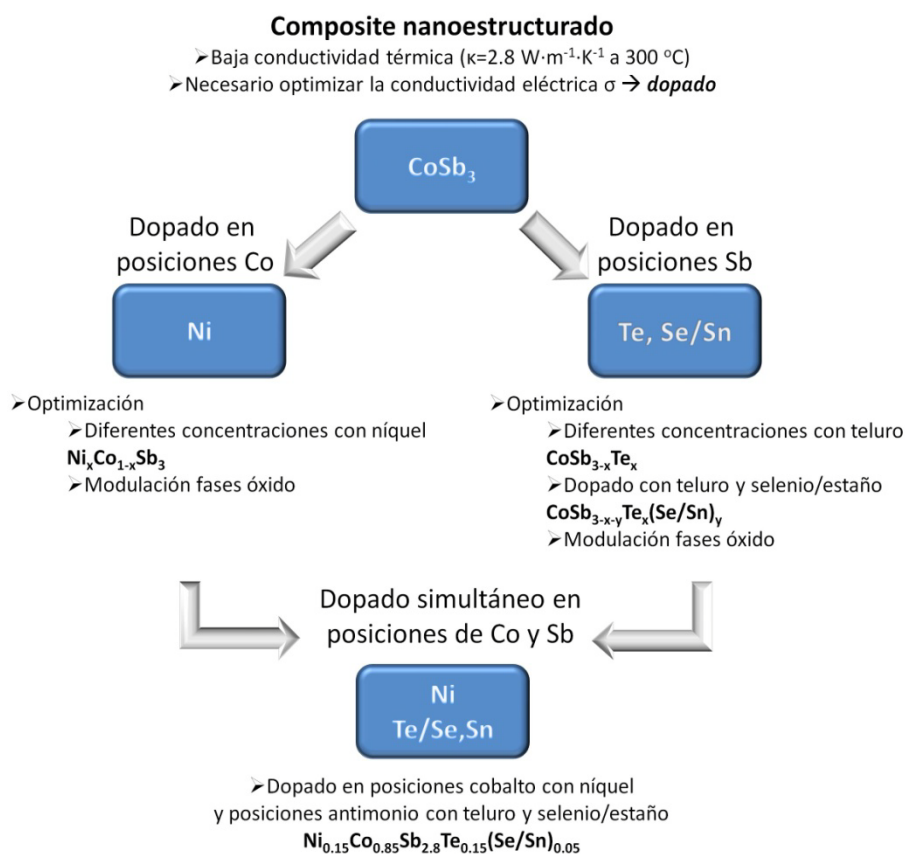 Composite nanoestructurado
➢Baja conductividad térmica (κ=2.8 W·m⁻¹·K⁻¹ a 300 ºC)
➢Necesario optimizar la conductividad eléctrica σ → dopado
CoSb₃
Dopado en
posiciones Co
Ni
➢Optimización
➢Diferentes concentraciones con níquel
NiₓCo₁₋ₓSb₃
➢Modulación fases óxido
Dopado en
posiciones Sb
Te, Se/Sn
➢Optimización
➢Diferentes concentraciones con teluro
CoSb₃₋ₓTeₓ
➢Dopado con teluro y selenio/estaño
CoSb₃₋ₓ₋ᵧTeₓ(Se/Sn)ᵧ
➢Modulación fases óxido
Dopado simultáneo en
posiciones de Co y Sb
Ni
Te/Se,Sn
➢Dopado en posiciones cobalto con níquel
y posiciones antimonio con teluro y selenio/estaño
Ni₀.₁₅Co₀.₈₅Sb₂.₈Te₀.₁₅(Se/Sn)₀.₀₅